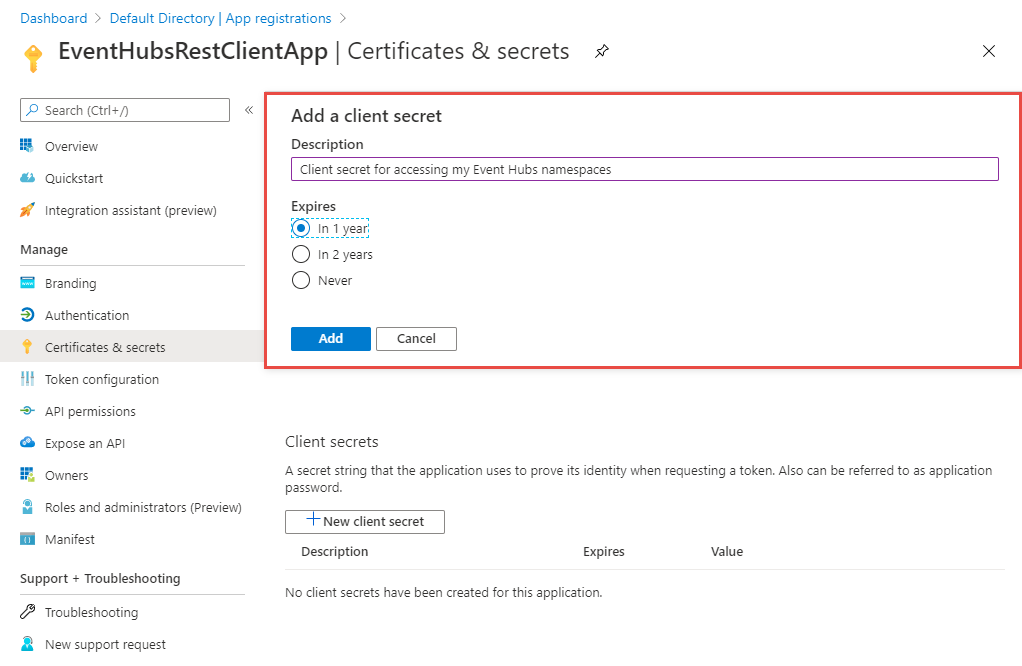 Dashboard > Default Directory | App registrations >
EventHubsRestClientApp | Certificates & secrets
Search (Ctrl+/)
«
Overview
Quickstart
Integration assistant (preview)
Manage
Branding
Authentication
Certificates & secrets
Token configuration
API permissions
Expose an API
Owners
Roles and administrators (Preview)
Manifest
Support + Troubleshooting
Troubleshooting
New support request
Add a client secret
Description
Client secret for accessing my Event Hubs namespaces
Expires
In 1 year
In 2 years
Never
Add Cancel
Client secrets
A secret string that the application uses to prove its identity when requesting a token. Also can be referred to as application
password.
New client secret
Description Expires Value
No client secrets have been created for this application.